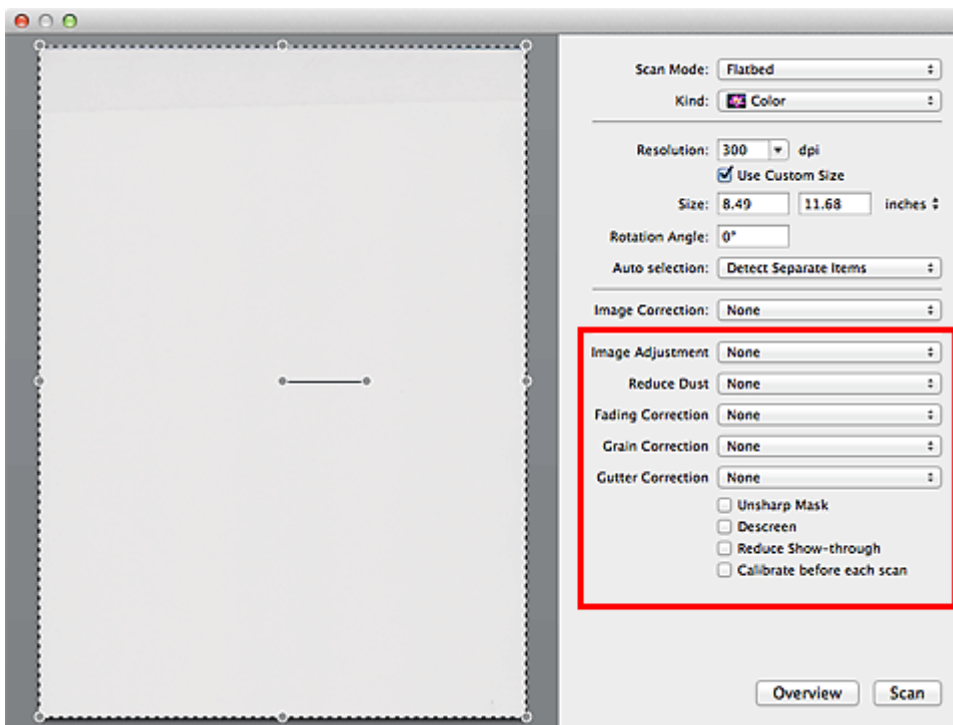 Scan Mode: Flatbed
Kind: Color
Resolution: 300 dpi
Use Custom Size
Size: 8.49 11.68 inches
Rotation Angle: 0°
Auto selection: Detect Separate Items
Image Correction: None
Image Adjustment None
Reduce Dust None
Fading Correction None
Grain Correction None
Gutter Correction None
Unsharp Mask
Descreen
Reduce Show-through
Calibrate before each scan
Overview Scan